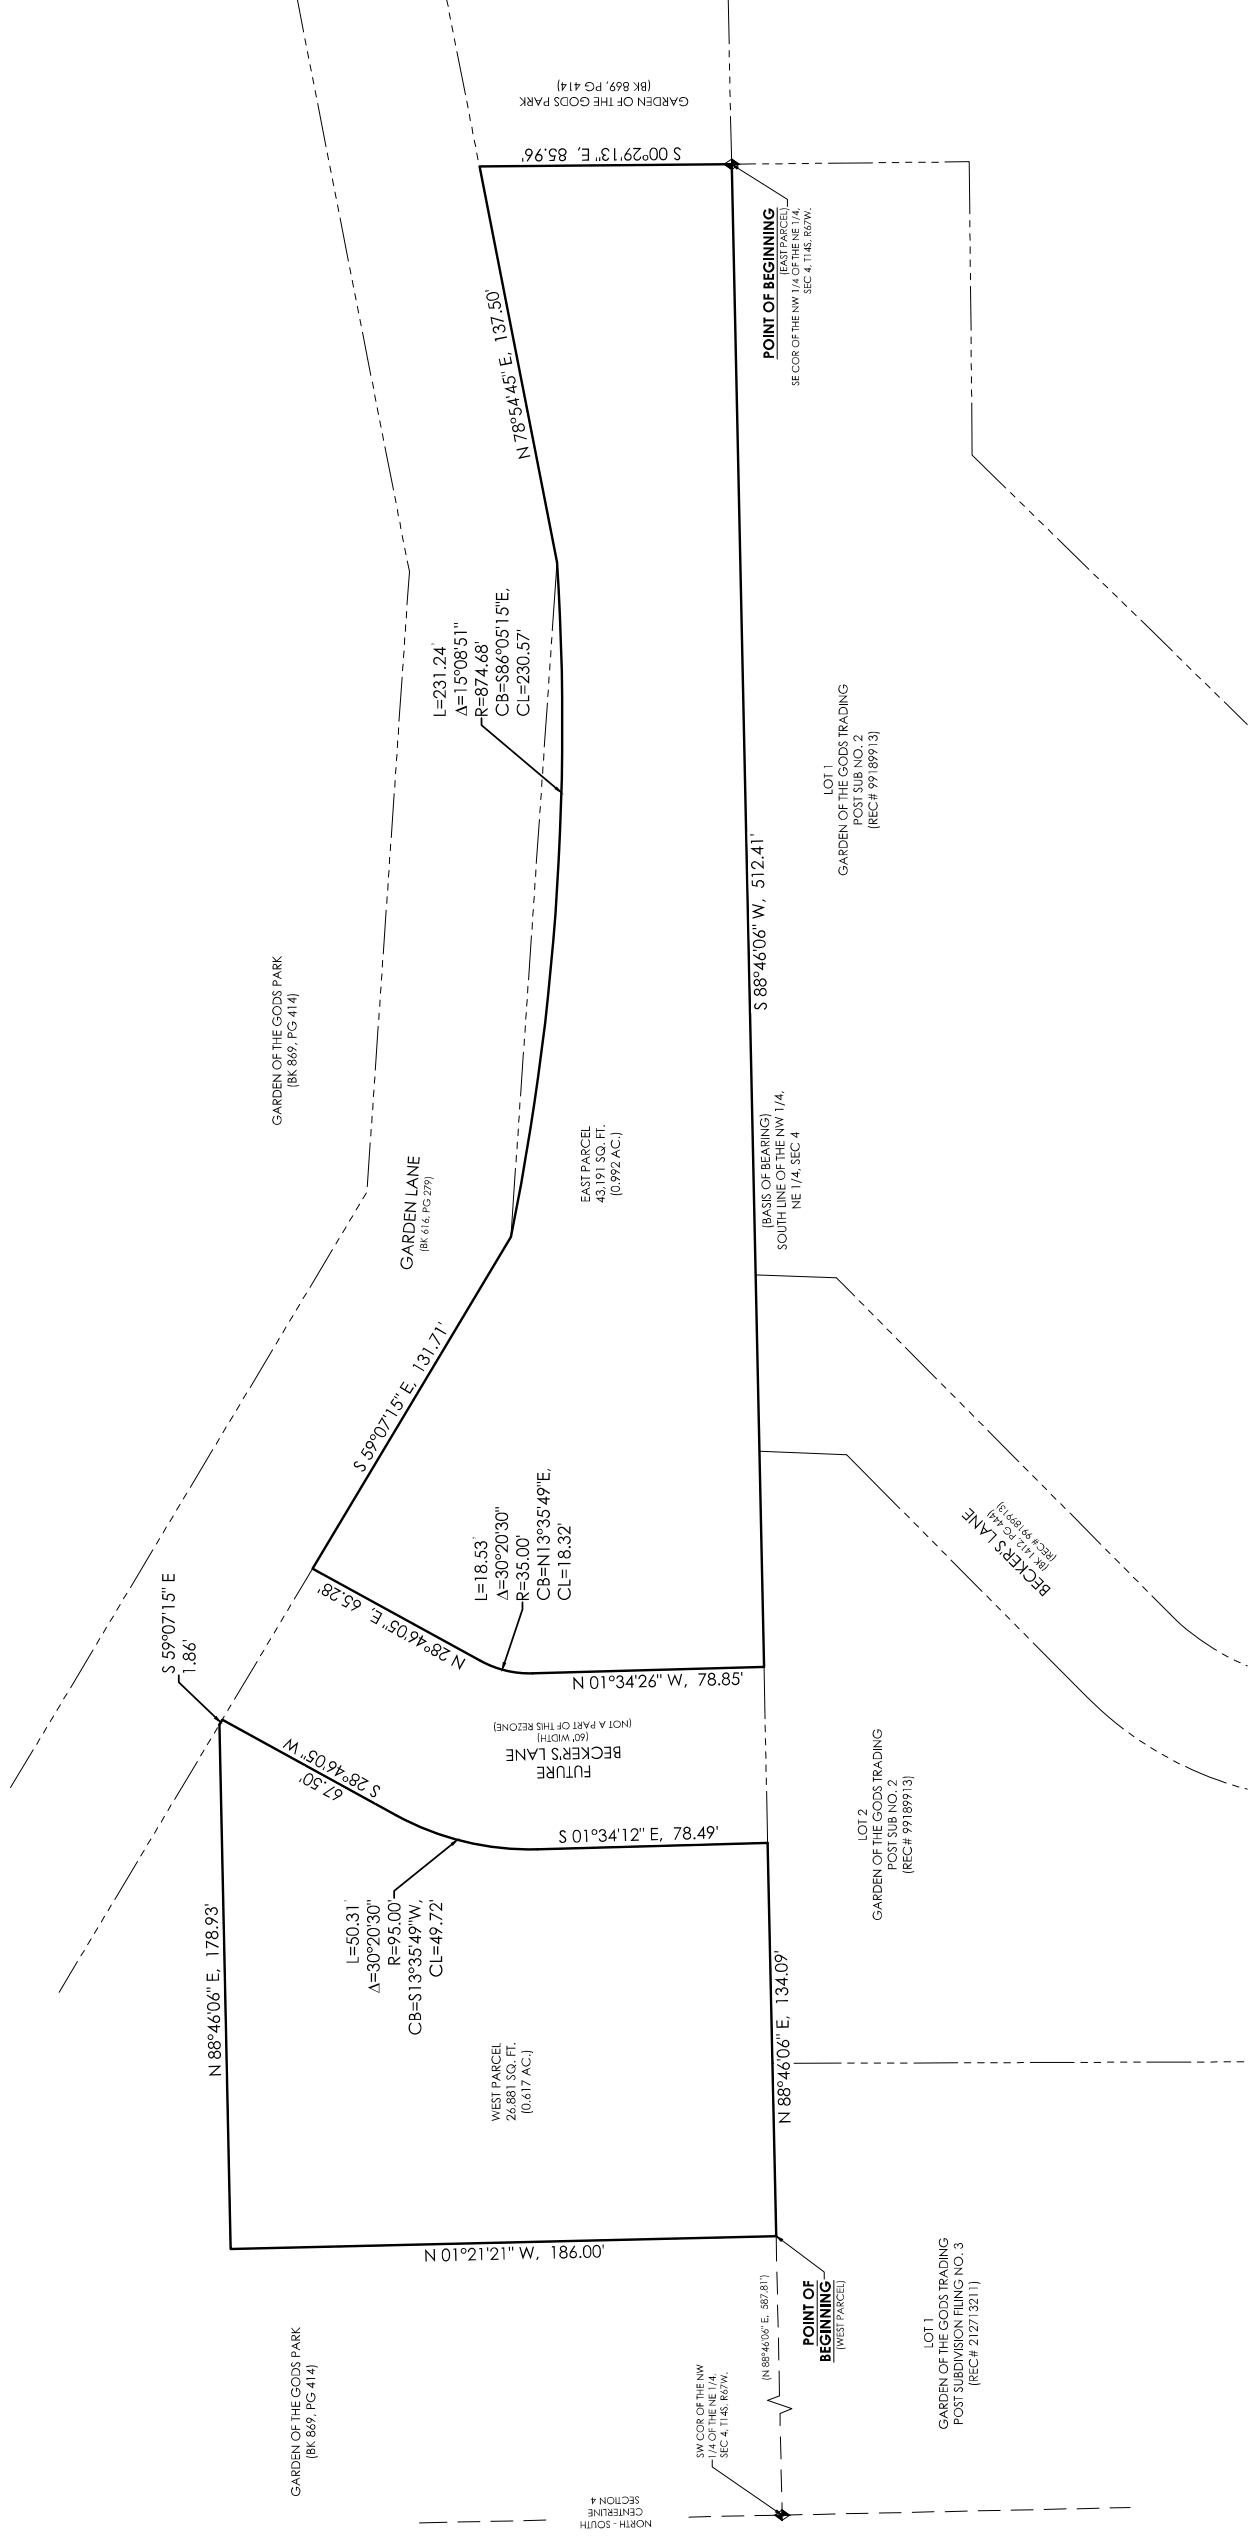 GARDEN OF THE GODS PARK
(BK 869, PG 414)
S 00°29'13" E, 85.96'
POINT OF BEGINNING
(EAST PARCEL)
SE COR OF THE NW 1/4 OF THE NE 1/4,
SEC 4, T14S, R67W.
N 78°54'45" E, 137.50'
L=231.24'
Δ=15°08'51"
R=874.68'
CB=S86°05'15"E,
CL=230.57'
LOT 1
GARDEN OF THE GODS TRADING
POST SUB NO. 2
(REC# 99189913)
S 88°46'06" W, 512.41'
GARDEN OF THE GODS PARK
(BK 869, PG 414)
GARDEN LANE
(BK 616, PG 279)
EAST PARCEL
43,191 SQ. FT.
(0.992 AC.)
(BASIS OF BEARING)
SOUTH LINE OF THE NW 1/4,
NE 1/4, SEC 4
S 59°07'15" E, 131.71'
L=18.53'
Δ=30°20'30"
R=35.00'
CB=N13°35'49"E,
CL=18.32'
BECKER'S LANE
(BK 1412, PG 444)
(REC# 99189913)
S 59°07'15" E
1.86'
N 28°46'05" E, 65.28'
N 01°34'26" W, 78.85'
FUTURE
BECKER'S LANE
(60' WIDTH)
(NOT A PART OF THIS REZONE)
S 28°46'05" W
67.50'
S 01°34'12" E, 78.49'
LOT 2
GARDEN OF THE GODS TRADING
POST SUB NO. 2
(REC# 99189913)
L=50.31'
Δ=30°20'30"
R=95.00'
CB=S13°35'49"W,
CL=49.72'
N 88°46'06" E, 178.93'
N 88°46'06" E, 134.09'
WEST PARCEL
26,881 SQ. FT.
(0.617 AC.)
N 01°21'21" W, 186.00'
POINT OF
BEGINNING
(WEST PARCEL)
(N 88°46'06" E, 587.81')
LOT 1
GARDEN OF THE GODS TRADING
POST SUBDIVISION FILING NO. 3
(REC# 212713211)
GARDEN OF THE GODS PARK
(BK 869, PG 414)
SW COR OF THE NW
1/4 OF THE NE 1/4,
SEC 4, T14S, R67W.
NORTH - SOUTH
CENTERLINE
SECTION 4